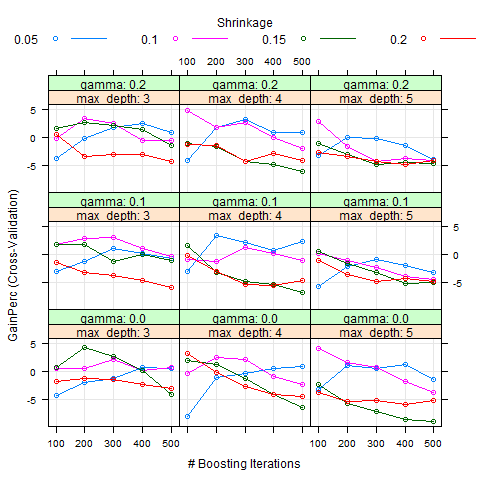 Shrinkage
0.05 0.1 0.15 0.2
100 200 300 400 500
gamma: 0.2 gamma: 0.2 gamma: 0.2
max_depth: 3 max_depth: 4 max_depth: 5
5
0
-5
gamma: 0.1 gamma: 0.1 gamma: 0.1
max_depth: 3 max_depth: 4 max_depth: 5
5
0
-5
gamma: 0.0 gamma: 0.0 gamma: 0.0
max_depth: 3 max_depth: 4 max_depth: 5
5
0
-5
GainPerc (Cross-Validation)
100 200 300 400 500 100 200 300 400 500
# Boosting Iterations